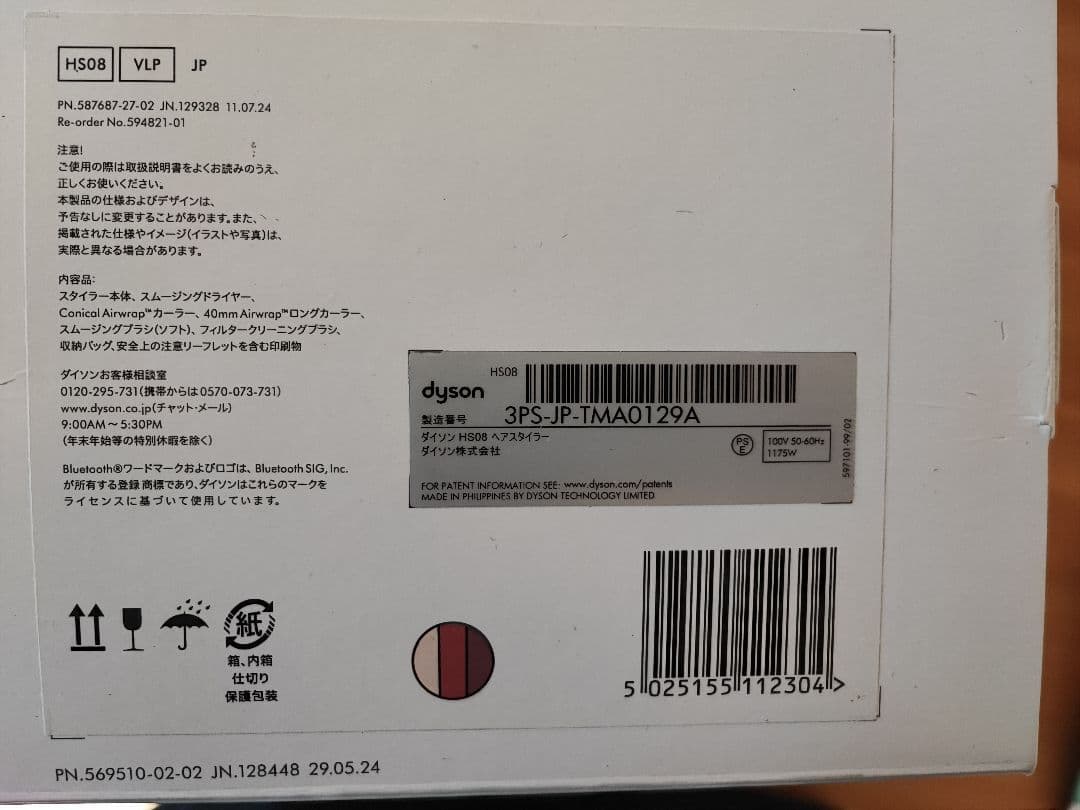 HS08 VLP JP
PN.587687-27-02 JN.129328 11.07.24
Re-order No.594821-01
注意!
ご使用の際は取扱説明書をよくお読みのうえ、
正しくお使いください。
本製品の仕様およびデザインは、
予告なしに変更することがあります。また、
掲載された仕様やイメージ(イラストや写真)は、
実際と異なる場合があります。
内容品:
スタイラー本体、スムージングドライヤー、
Conical Airwrap™カーラー、40mm Airwrap™ロングカーラー、
スムージングブラシ(ソフト)、フィルタークリーニングブラシ、
収納バッグ、安全上の注意リーフレットを含む印刷物
ダイソンお客様相談室
0120-295-731(携帯からは0570-073-731)
www.dyson.co.jp(チャット・メール)
9:00AM~5:30PM
(年末年始等の特別休暇を除く)
Bluetooth®ワードマークおよびロゴは、Bluetooth SIG, Inc.
が所有する登録商標であり、ダイソンはこれらのマークを
ライセンスに基づいて使用しています。
dyson HS08
製造番号 3PS-JP-TMA0129A
ダイソン HS08 ヘアスタイラー
ダイソン株式会社
PS
E
100V 50-60Hz
1175W
597101-99/02
FOR PATENT INFORMATION SEE: www.dyson.com/patents
MADE IN PHILIPPINES BY DYSON TECHNOLOGY LIMITED
紙
箱、内箱
仕切り
保護包装
5 025155 112304 >
PN.569510-02-02 JN.128448 29.05.24